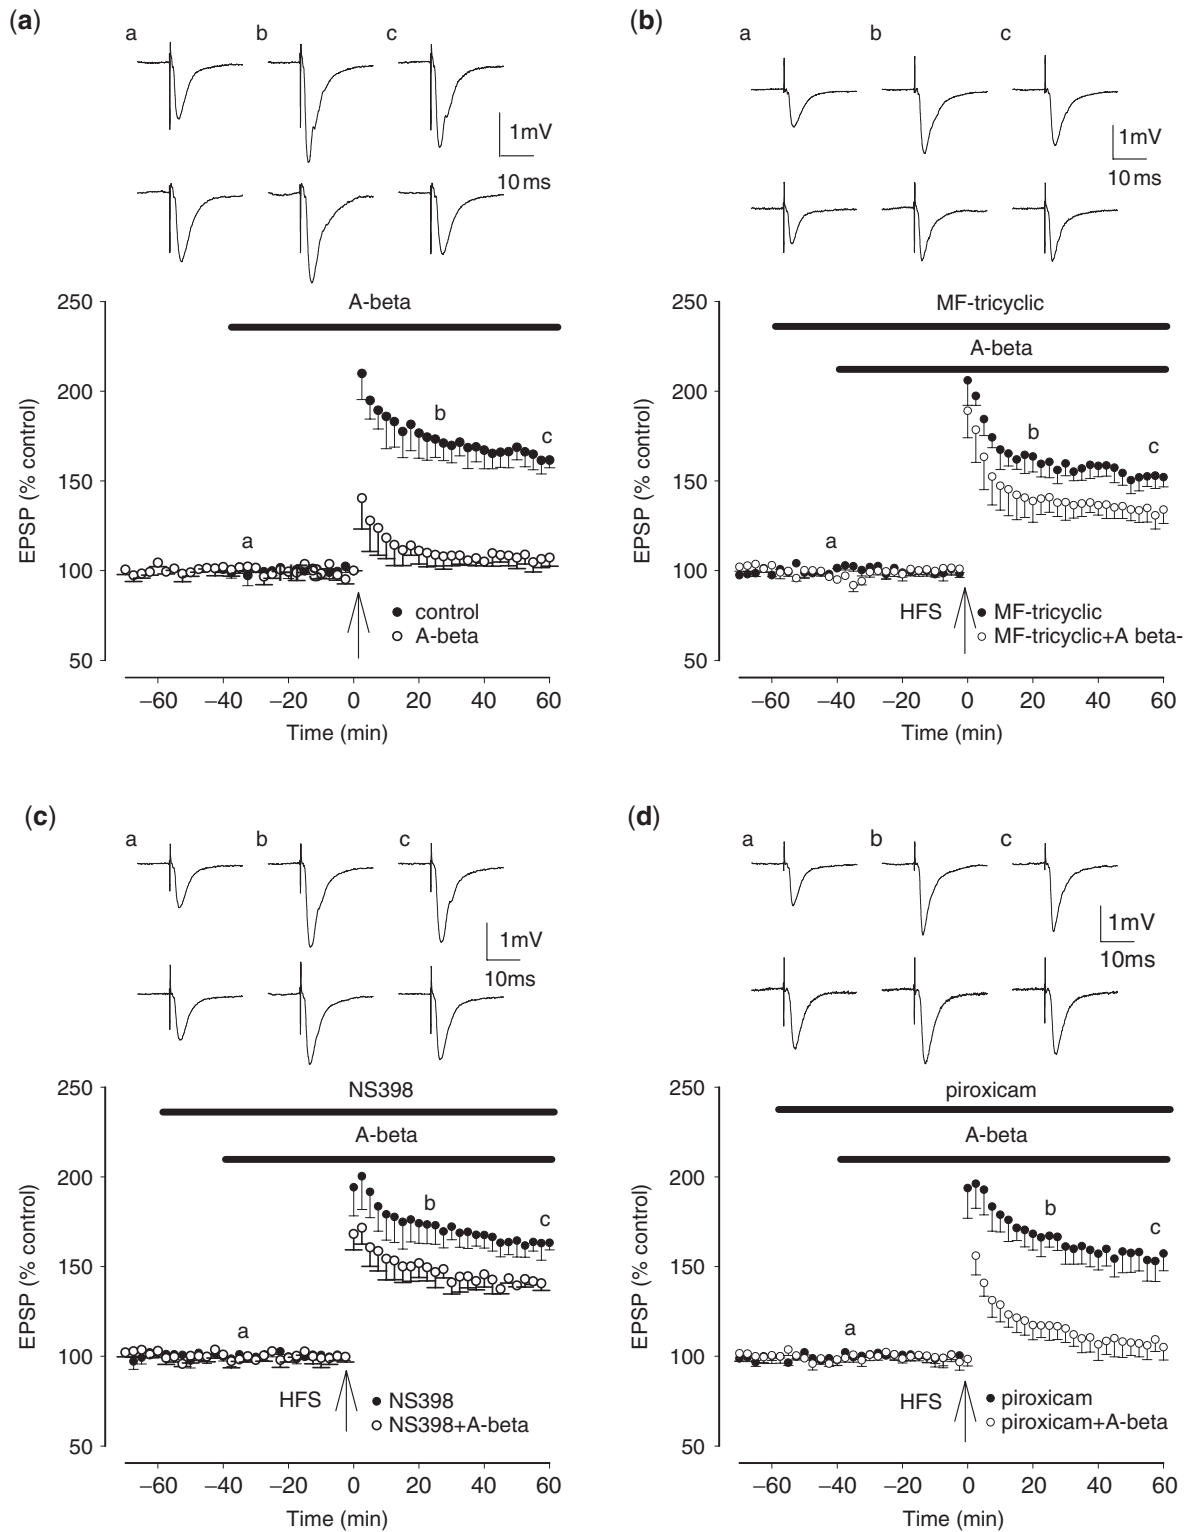 (a)
a b c
1mV
10 ms
A-beta
250
200
150
100
50
EPSP (% control)
b
c
a
control
A-beta
−60 −40 −20 0 20 40 60
Time (min)
(b)
a b c
1mV
10 ms
MF-tricyclic
A-beta
250
200
150
100
50
EPSP (% control)
b
c
a
HFS
MF-tricyclic
MF-tricyclic+A beta-
−60 −40 −20 0 20 40 60
Time (min)
(c)
a b c
1mV
10ms
NS398
A-beta
250
200
150
100
50
EPSP (% control)
b
c
a
HFS
NS398
NS398+A-beta
−60 −40 −20 0 20 40 60
Time (min)
(d)
a b c
1mV
10ms
piroxicam
A-beta
250
200
150
100
50
EPSP (% control)
b
c
a
HFS
piroxicam
piroxicam+A-beta
−60 −40 −20 0 20 40 60
Time (min)